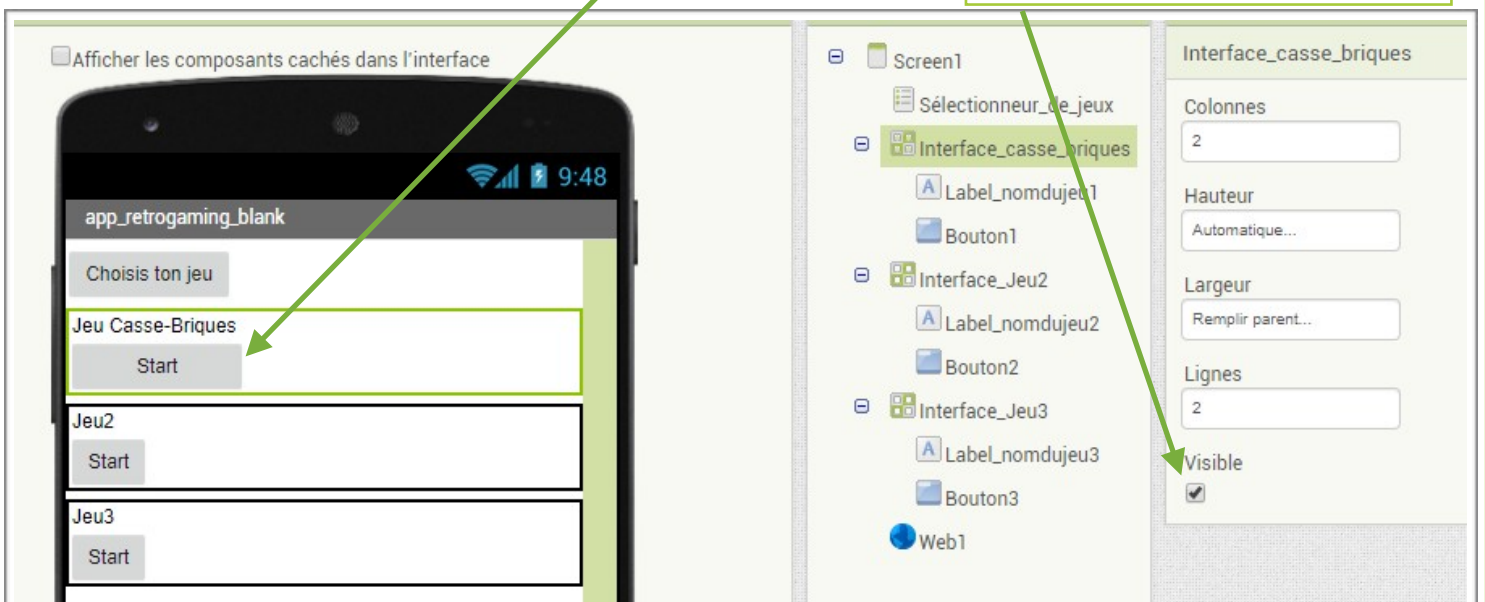 Afficher les composants cachés dans l'interface
9:48
app_retrogaming_blank
Choisis ton jeu
Jeu Casse-Briques
Start
Jeu2
Start
Jeu3
Start
Screen1
Sélectionneur_de_jeux
Interface_casse_briques
Label_nomdujeu1
Bouton1
Interface_Jeu2
Label_nomdujeu2
Bouton2
Interface_Jeu3
Label_nomdujeu3
Bouton3
Web1
Interface_casse_briques
Colonnes
2
Hauteur
Automatique...
Largeur
Remplir parent...
Lignes
2
Visible